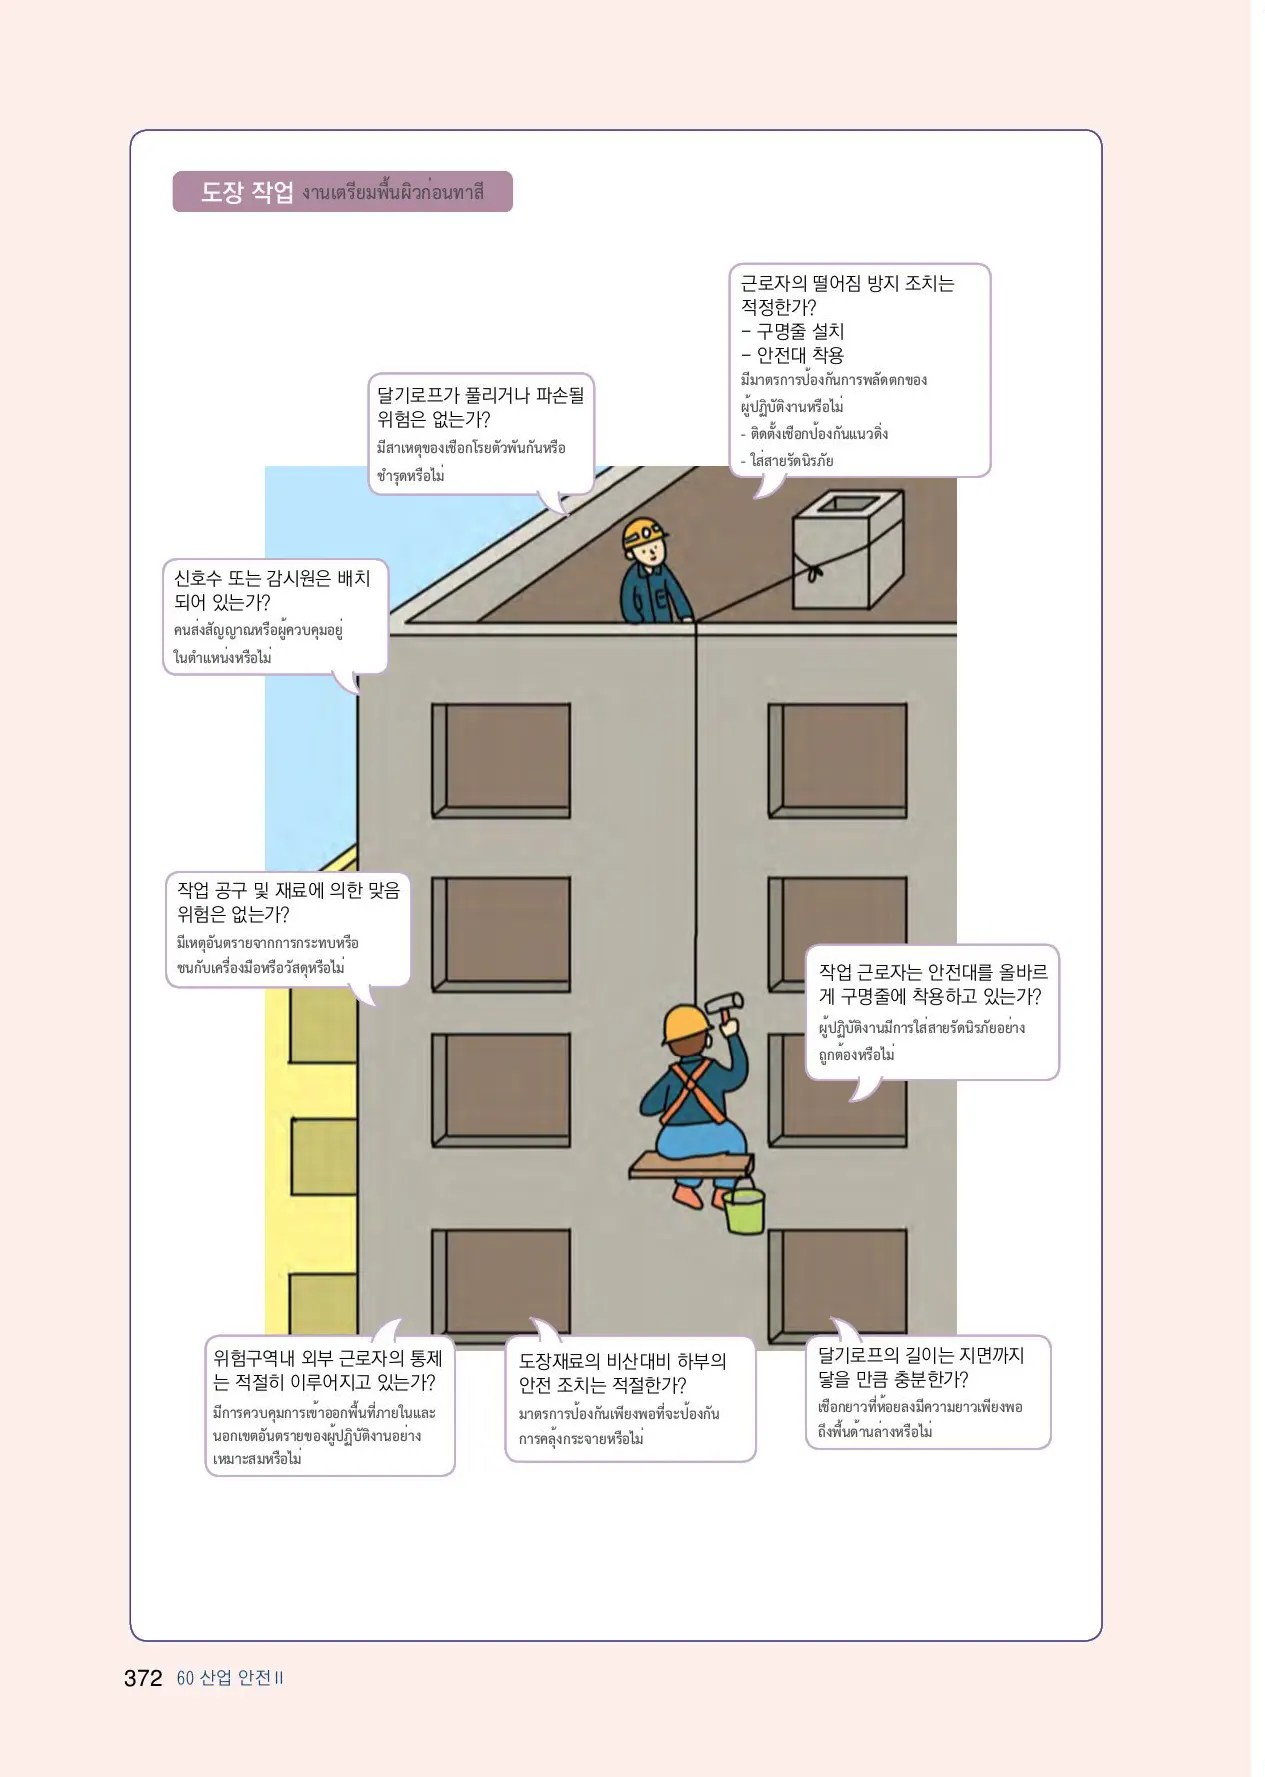 도장 작업 งานเตรียมพื้นผิวก่อนทาสี
근로자의 떨어짐 방지 조치는
적정한가?
- 구명줄 설치
- 안전대 착용
มีมาตรการป้องกันการพลัดตกของ
ผู้ปฏิบัติงานหรือไม่
- ติดตั้งเชือกป้องกันแนวดิ่ง
- ใส่สายรัดนิรภัย
달기로프가 풀리거나 파손될
위험은 없는가?
มีสาเหตุของเชือกโรยตัวพันกันหรือ
ชำรุดหรือไม่
신호수 또는 감시원은 배치
되어 있는가?
คนส่งสัญญาณหรือผู้ควบคุมอยู่
ในตำแหน่งหรือไม่
작업 공구 및 재료에 의한 맞음
위험은 없는가?
มีเหตุอันตรายจากการกระทบหรือ
ชนกับเครื่องมือหรือวัสดุหรือไม่
작업 근로자는 안전대를 올바르
게 구명줄에 착용하고 있는가?
ผู้ปฏิบัติงานมีการใส่สายรัดนิรภัยอย่าง
ถูกต้องหรือไม่
위험구역내 외부 근로자의 통제
는 적절히 이루어지고 있는가?
มีการควบคุมการเข้าออกพื้นที่ภายในและ
นอกเขตอันตรายของผู้ปฏิบัติงานอย่าง
เหมาะสมหรือไม่
도장재료의 비산대비 하부의
안전 조치는 적절한가?
มาตรการป้องกันเพียงพอที่จะป้องกัน
การคลุ้งกระจายหรือไม่
달기로프의 길이는 지면까지
닿을 만큼 충분한가?
เชือกยาวที่ห้อยลงมีความยาวเพียงพอ
ถึงพื้นด้านล่างหรือไม่
372 60 산업 안전Ⅱ